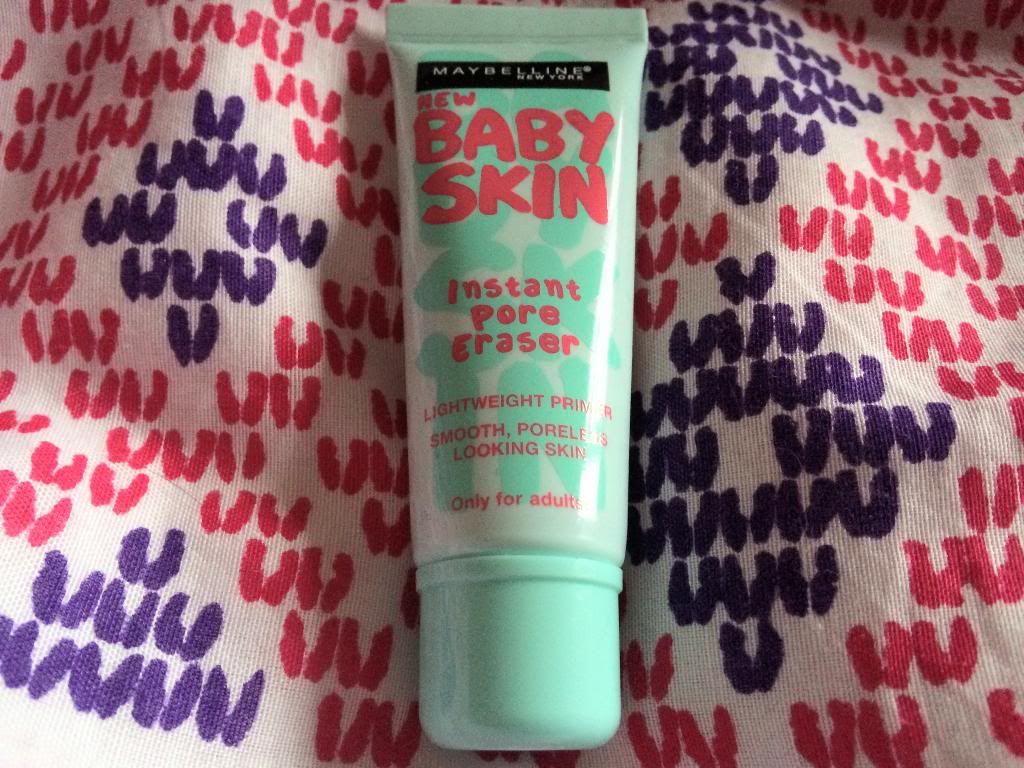 MAYBELLINE®
NEW YORK
NEW
BABY
SKIN
Instant
Pore
Eraser
LIGHTWEIGHT PRIMER
SMOOTH, PORELESS
LOOKING SKIN
Only for adults